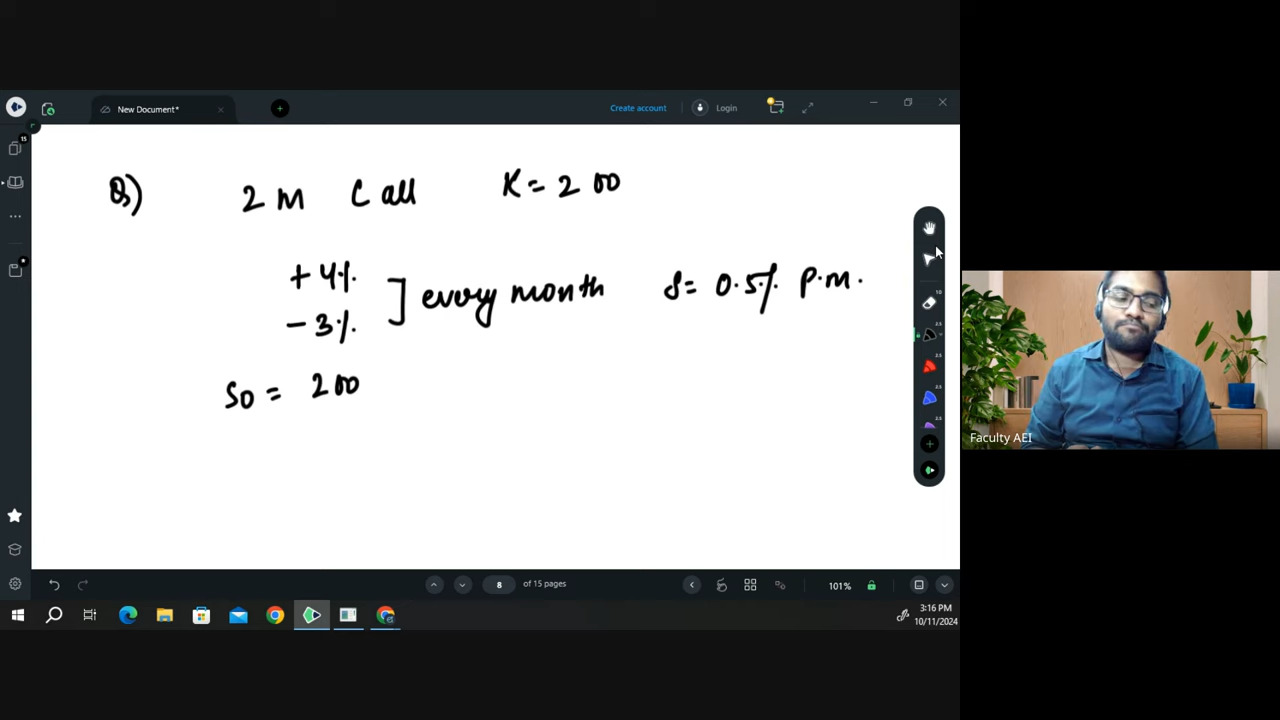 New Document*
Create account
Login
Q) 2 M Call K = 200
+ 4%
- 3%
] every month δ = 0.5% p.m.
S0 = 200
Faculty AEI
8 of 15 pages
101%
3:16 PM
10/11/2024